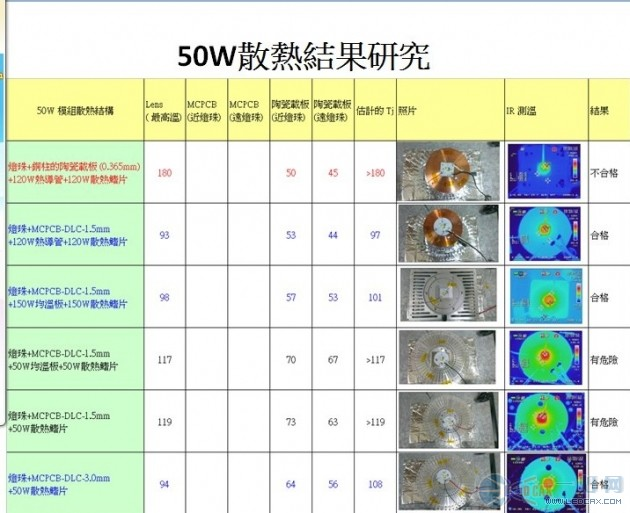 50W散熱結果研究
50W 模組散熱結構
Lens
(最高溫)
MCPCB
(近燈珠)
MCPCB
(遠燈珠)
陶瓷載板
(近燈珠)
陶瓷載板
(遠燈珠)
估計的 Tj
照片
IR 測溫
結果
燈珠+銅柱的陶瓷載板 (0.365mm)
+120W熱導管+120W散熱鰭片
180
50
45
>180
不合格
燈珠+MCPCB-DLC-1.5mm
+120W熱導管+120W散熱鰭片
93
53
44
97
合格
燈珠+MCPCB-DLC-1.5mm
+150W均溫板+150W散熱鰭片
98
57
53
101
合格
燈珠+MCPCB-DLC-1.5mm
+50W均溫板+50W散熱鰭片
117
70
67
>117
有危險
燈珠+MCPCB-DLC-1.5mm
+50W散熱鰭片
119
73
63
>119
有危險
燈珠+MCPCB-DLC-3.0mm
+50W散熱鰭片
94
64
56
108
合格
WWW.LEDCAX.COM